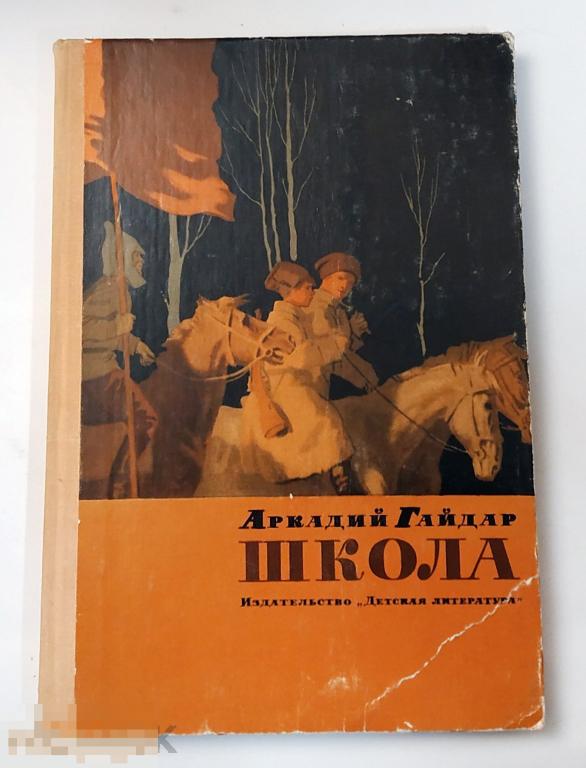 Аркадий Гайдар
ШКОЛА
Издательство „Детская литература“